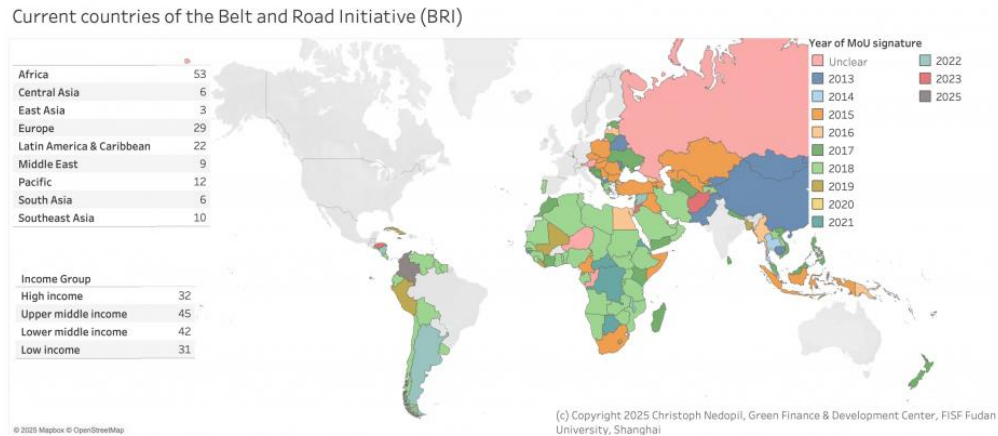 Current countries of the Belt and Road Initiative (BRI)
Africa 53
Central Asia 6
East Asia 3
Europe 29
Latin America & Caribbean 22
Middle East 9
Pacific 12
South Asia 6
Southeast Asia 10
Income Group
High income 32
Upper middle income 45
Lower middle income 42
Low income 31
Year of MoU signature
Unclear
2013
2014
2015
2016
2017
2018
2019
2020
2021
2022
2023
2025
(c) Copyright 2025 Christoph Nedopil, Green Finance & Development Center, FISF Fudan
University, Shanghai
© 2025 Mapbox © OpenStreetMap